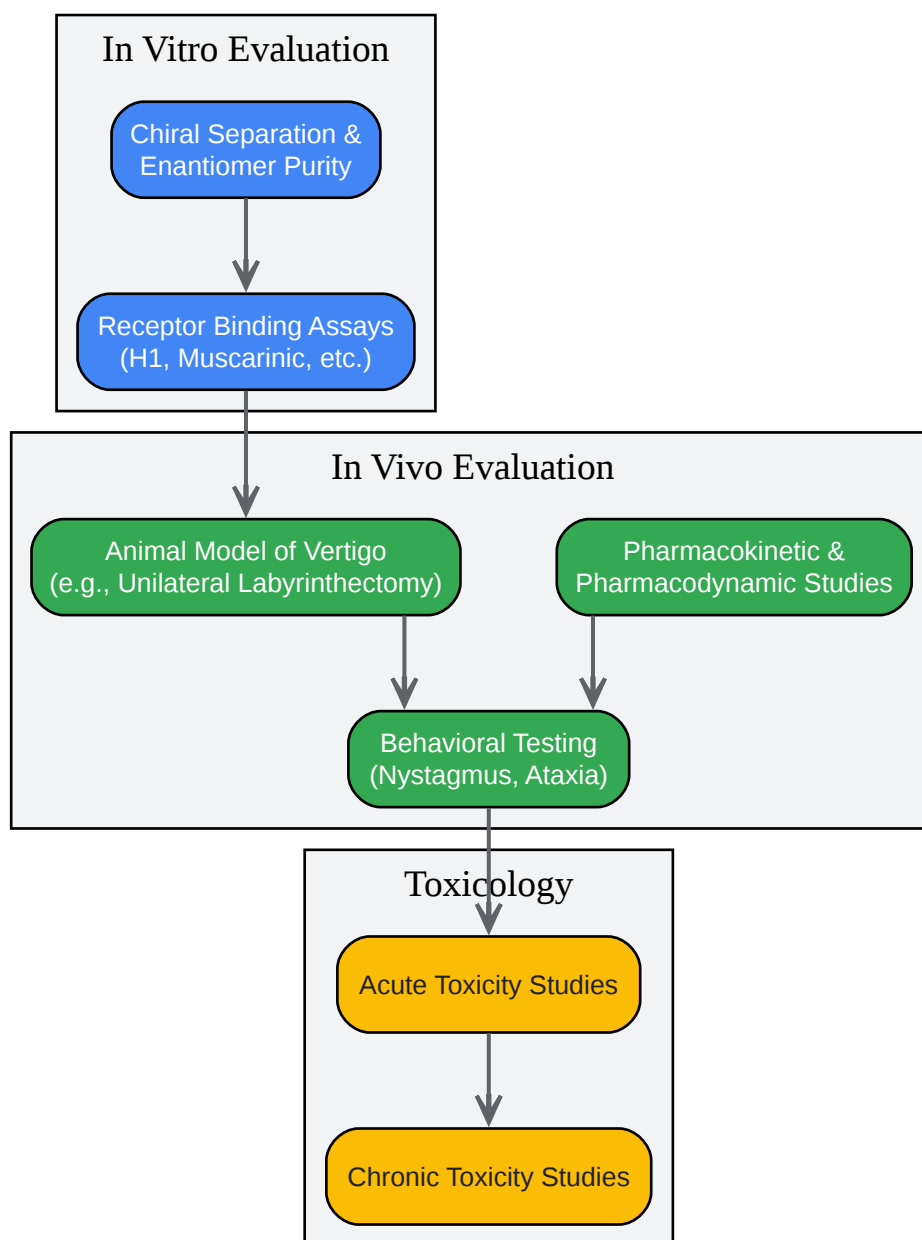 In Vitro Evaluation
Chiral Separation &
Enantiomer Purity
Receptor Binding Assays
(H1, Muscarinic, etc.)
In Vivo Evaluation
Animal Model of Vertigo
(e.g., Unilateral Labyrinthectomy)
Pharmacokinetic &
Pharmacodynamic Studies
Behavioral Testing
(Nystagmus, Ataxia)
Toxicology
Acute Toxicity Studies
Chronic Toxicity Studies